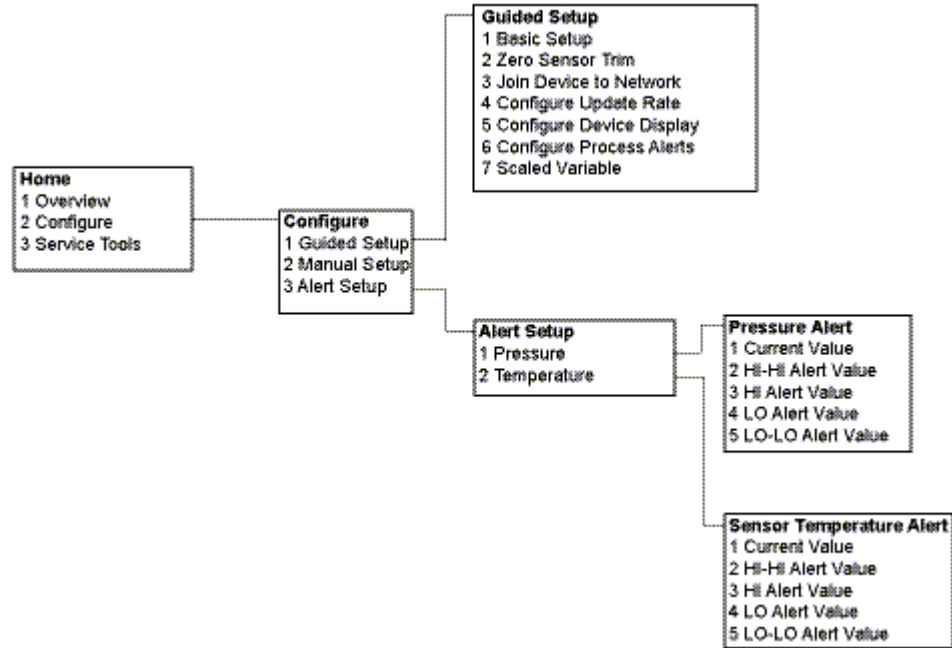 Guided Setup
1 Basic Setup
2 Zero Sensor Trim
3 Join Device to Network
4 Configure Update Rate
5 Configure Device Display
6 Configure Process Alerts
7 Scaled Variable
Home
1 Overview
2 Configure
3 Service Tools
Configure
1 Guided Setup
2 Manual Setup
3 Alert Setup
Alert Setup
1 Pressure
2 Temperature
Pressure Alert
1 Current Value
2 HI-HI Alert Value
3 HI Alert Value
4 LO Alert Value
5 LO-LO Alert Value
Sensor Temperature Alert
1 Current Value
2 HI-HI Alert Value
3 HI Alert Value
4 LO Alert Value
5 LO-LO Alert Value